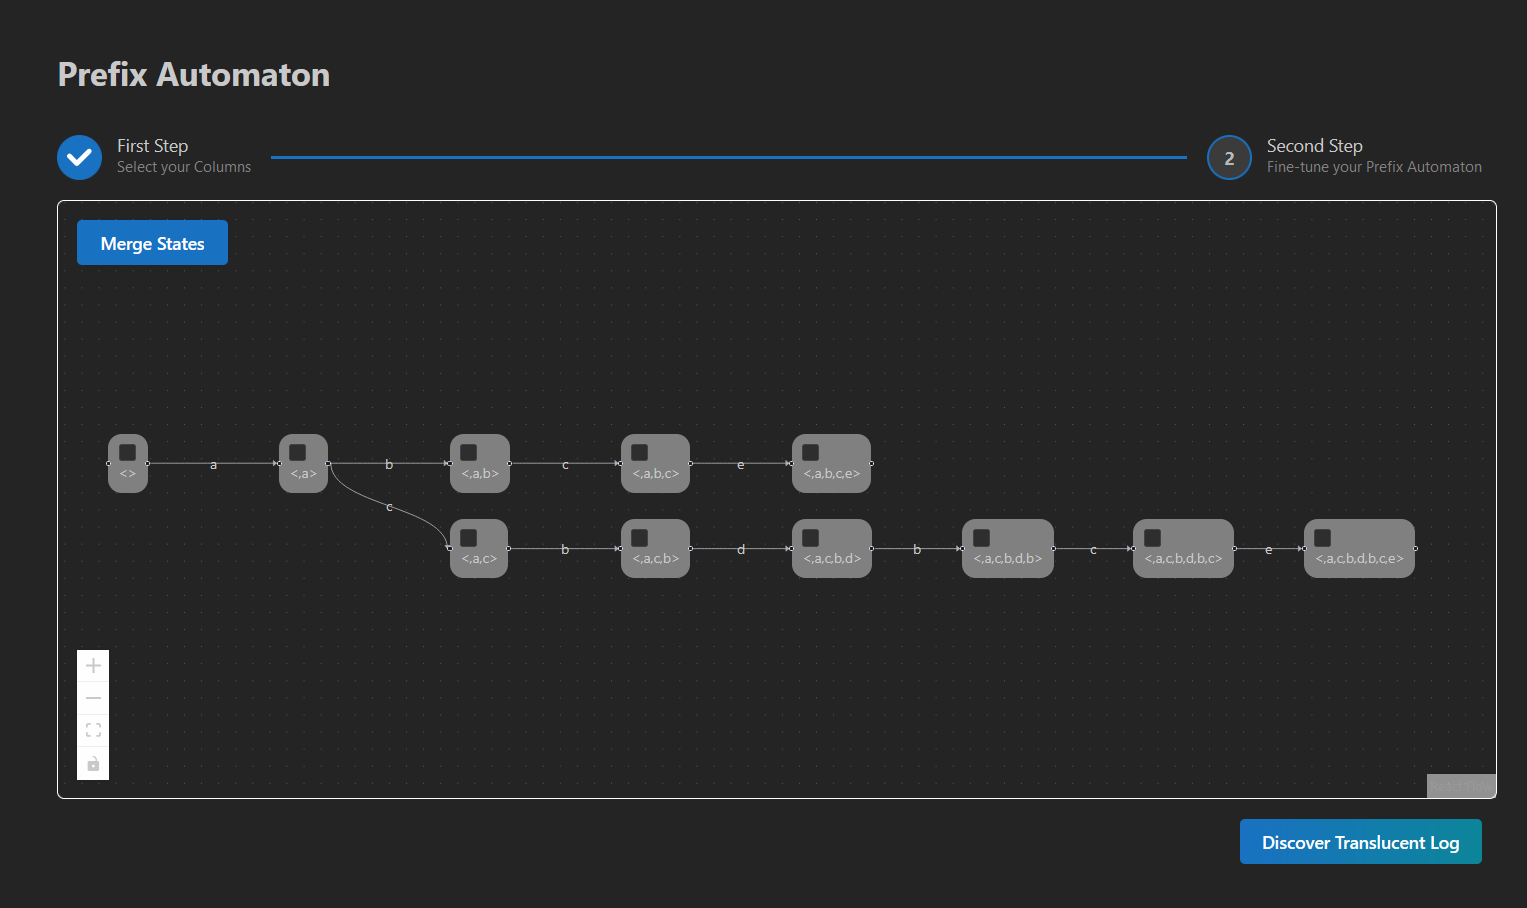 Prefix Automaton
First Step
Select your Columns
2
Second Step
Fine-tune your Prefix Automaton
Merge States
<>
a
<,a>
b
<,a,b>
c
<,a,b,c>
e
<,a,b,c,e>
c
<,a,c>
b
<,a,c,b>
d
<,a,c,b,d>
b
<,a,c,b,d,b>
c
<,a,c,b,d,b,c>
e
<,a,c,b,d,b,c,e>
React Flow
Discover Translucent Log